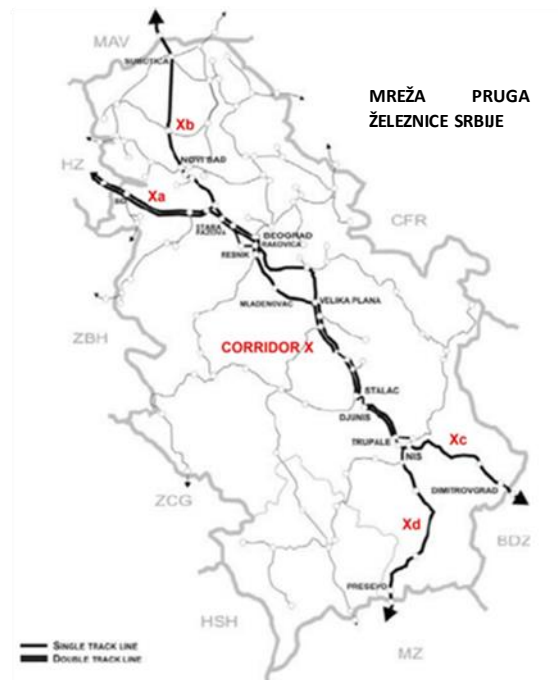 MAV
SUBOTICA
MREŽA PRUGA
ŽELEZNICE SRBIJE
Xb
NOVI SAD
HZ
Xa
CFR
STARA
PAZOVA
BEOGRAD
RAKOVICA
RESNIK
MLADENOVAC
VELIKA PLANA
ZBH
CORRIDOR X
STALAC
DJUNIS
TRUPALE
Xc
NIS
DIMITROVGRAD
ZCG
Xd
BDZ
PRESEVO
HSH
MZ
SINGLE TRACK LINE
DOUBLE TRACK LINE